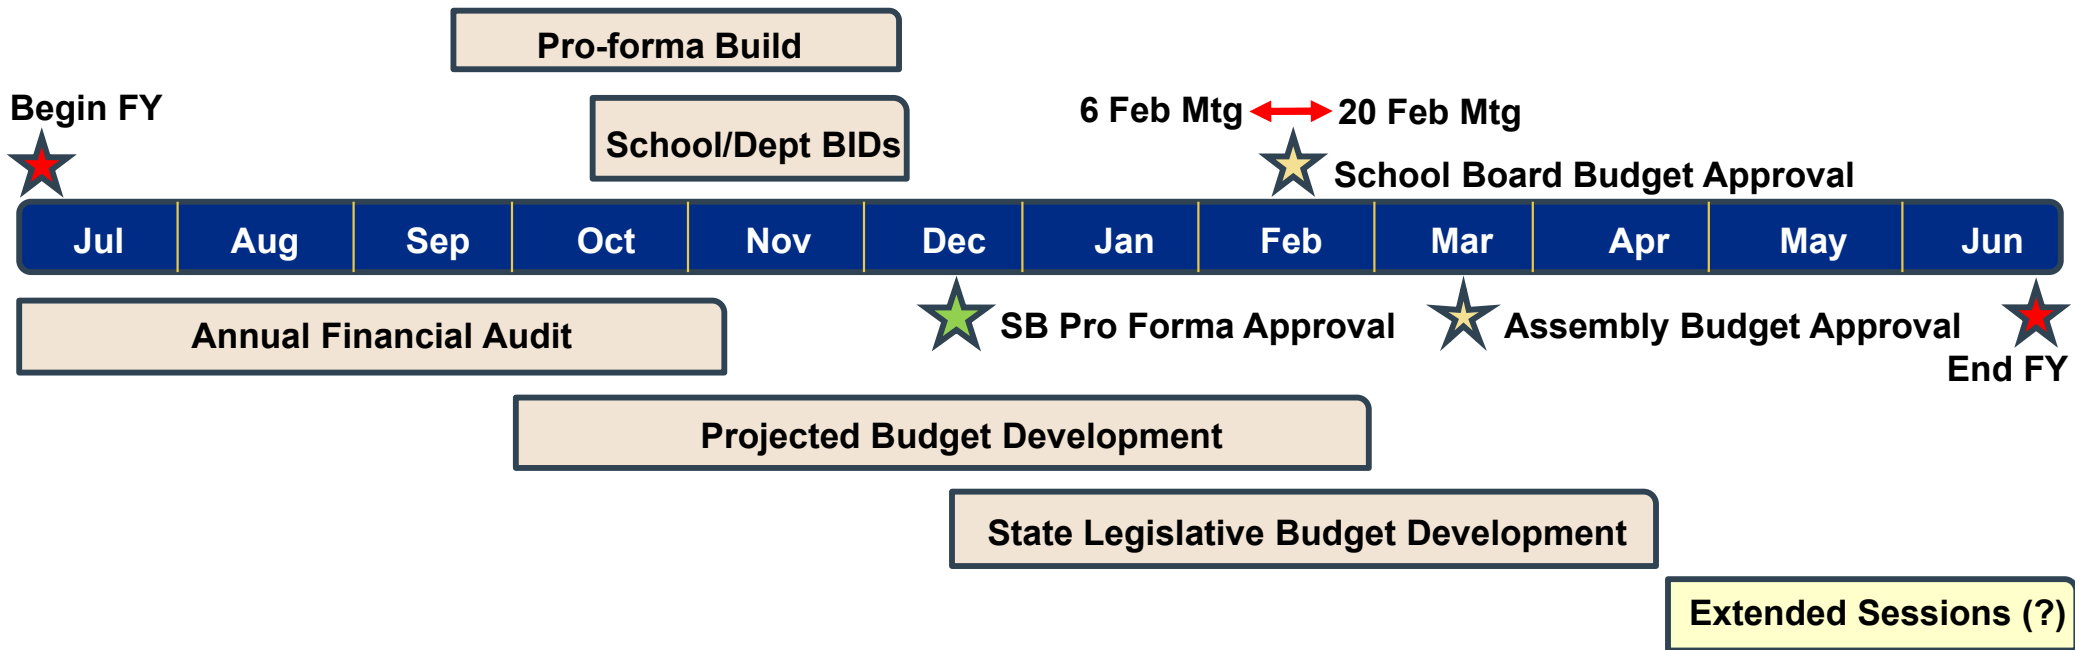 Pro-forma Build
Begin FY
School/Dept BIDs
6 Feb Mtg 20 Feb Mtg
School Board Budget Approval
Jul Aug Sep Oct Nov Dec Jan Feb Mar Apr May Jun
Annual Financial Audit
SB Pro Forma Approval
Assembly Budget Approval
End FY
Projected Budget Development
State Legislative Budget Development
Extended Sessions (?)